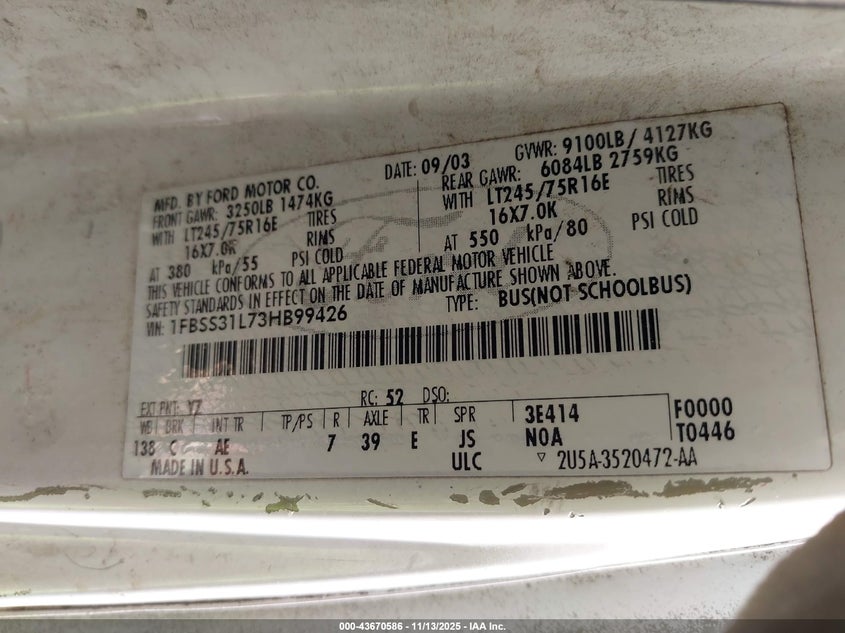 MFD. BY FORD MOTOR CO.
FRONT GAWR: 3250LB 1474KG
WITH LT245/75R16E TIRES
16X7.0K RIMS
AT 380 kPa/55 PSI COLD
DATE: 09/03 GVWR: 9100LB/ 4127KG
REAR GAWR: 6084LB 2759KG
WITH LT245/75R16E TIRES
16X7.0K RIMS
AT 550 kPa/80 PSI COLD
THIS VEHICLE CONFORMS TO ALL APPLICABLE FEDERAL MOTOR VEHICLE
SAFETY STANDARDS IN EFFECT ON THE DATE OF MANUFACTURE SHOWN ABOVE.
VIN: 1FBSS31L73HB99426 TYPE: BUS(NOT SCHOOLBUS)
EXT PNT: YZ RC: 52 DSO:
WB BRK INT TR TP/PS R AXLE TR SPR 3E414 F0000
138 C AE 7 39 E JS N0A T0446
MADE IN U.S.A. ULC ▽ 2U5A-3520472-AA
000-43670586 - 11/13/2025 - IAA Inc.